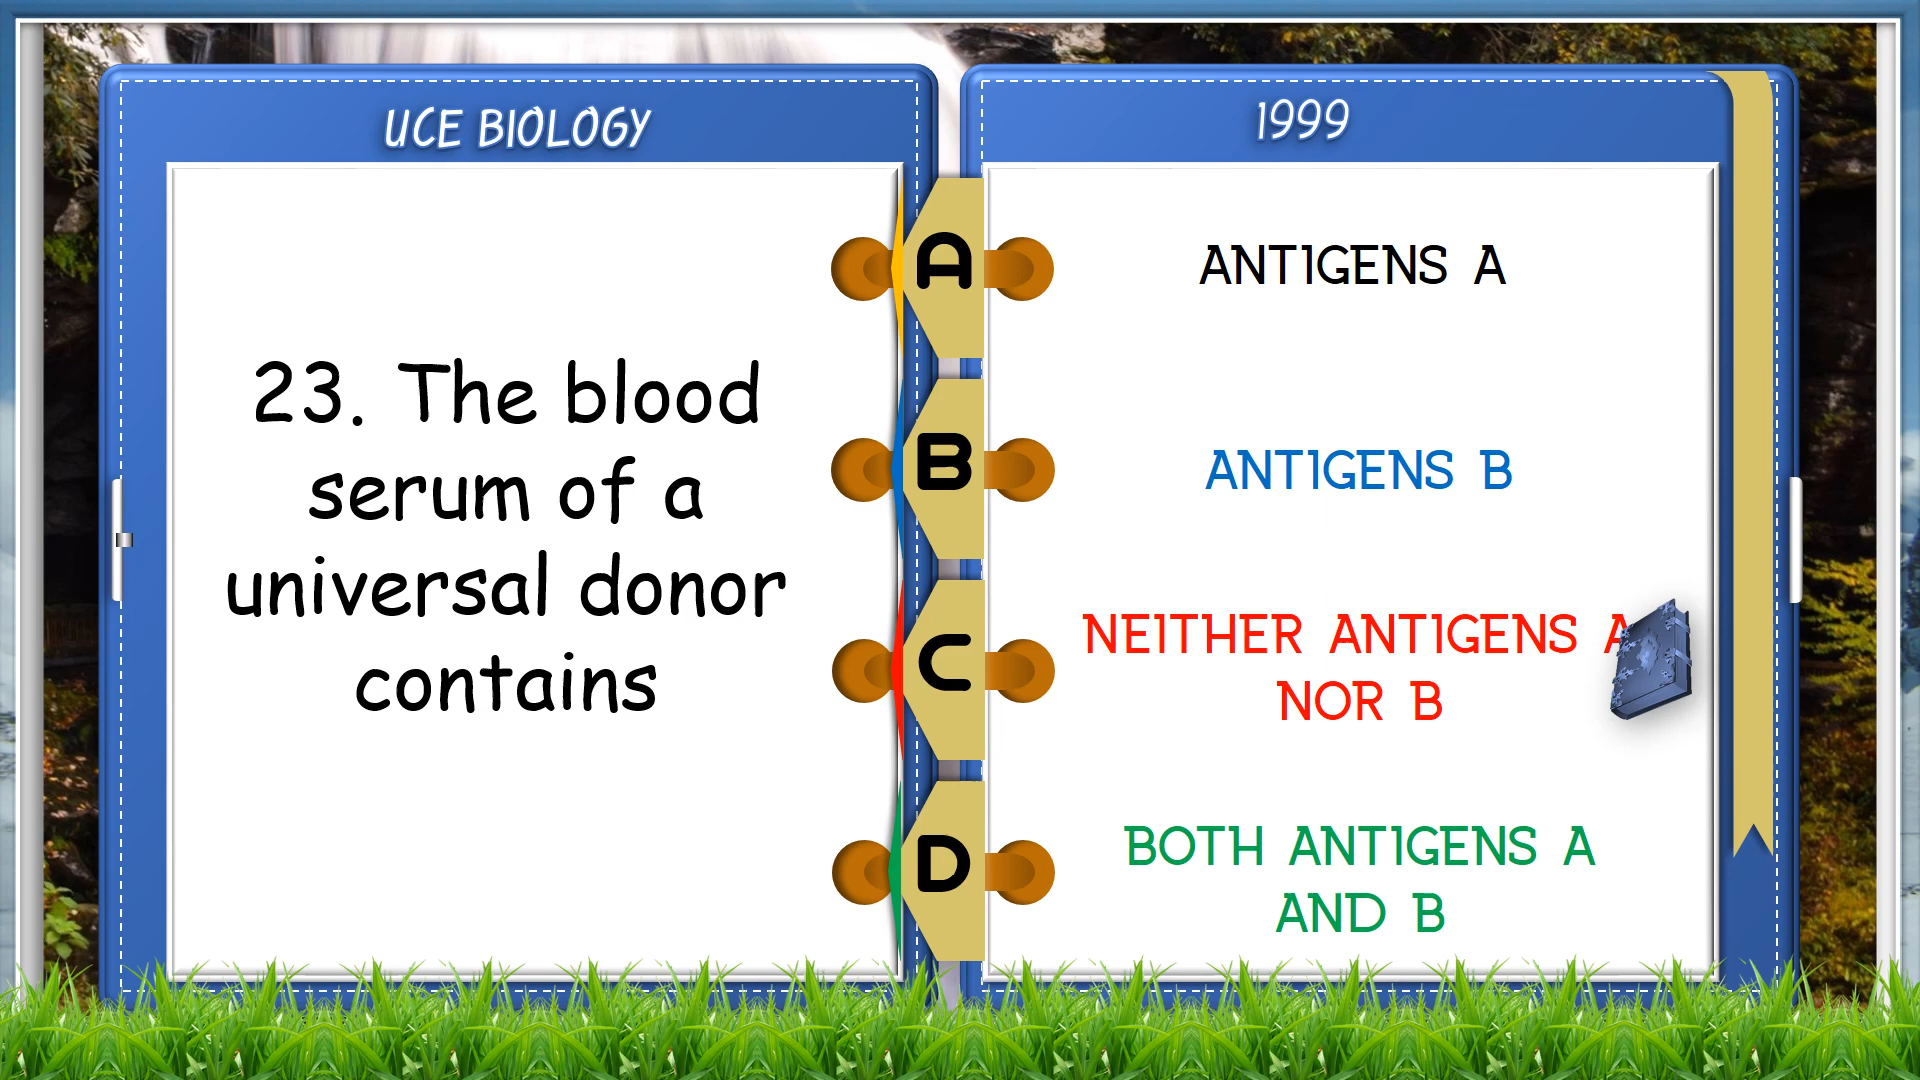 UCE BIOLOGY
23. The blood
serum of a
universal donor
contains
1999
A
ANTIGENS A
B
ANTIGENS B
C
NEITHER ANTIGENS A
NOR B
D
BOTH ANTIGENS A
AND B